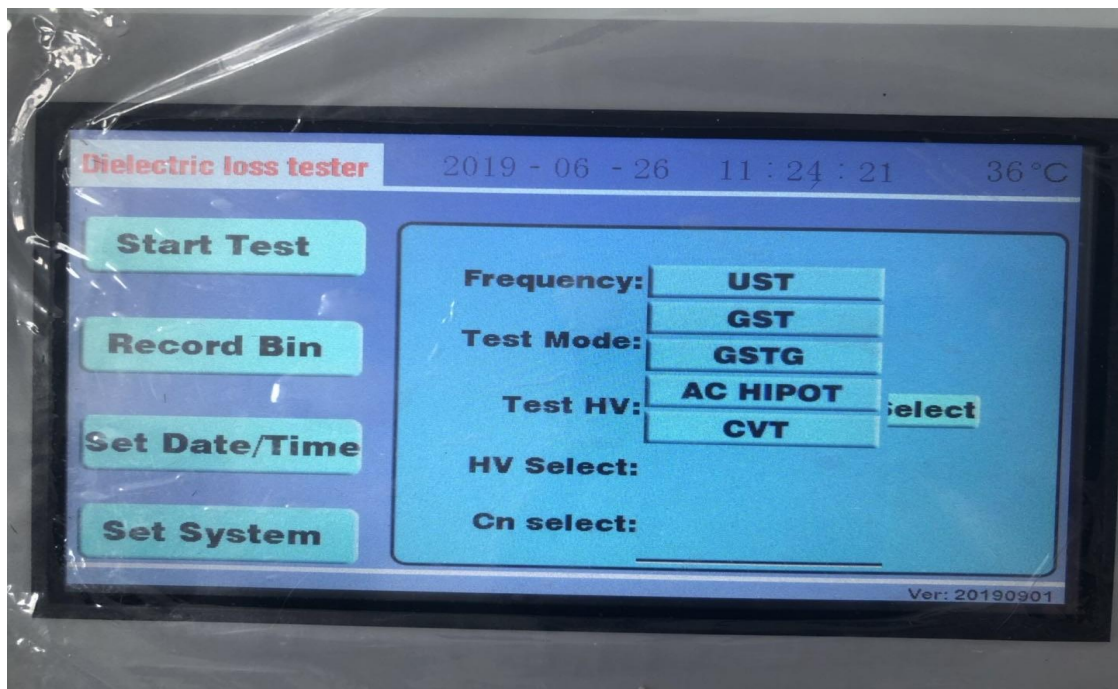 Dielectric loss tester 2019 - 06 - 26 11 : 24 : 21 36 °C
Start Test
Record Bin
Set Date/Time
Set System
Frequency:
Test Mode:
Test HV:
HV Select:
Cn select:
UST
GST
GSTG
AC HIPOT
CVT
Ver: 20190901